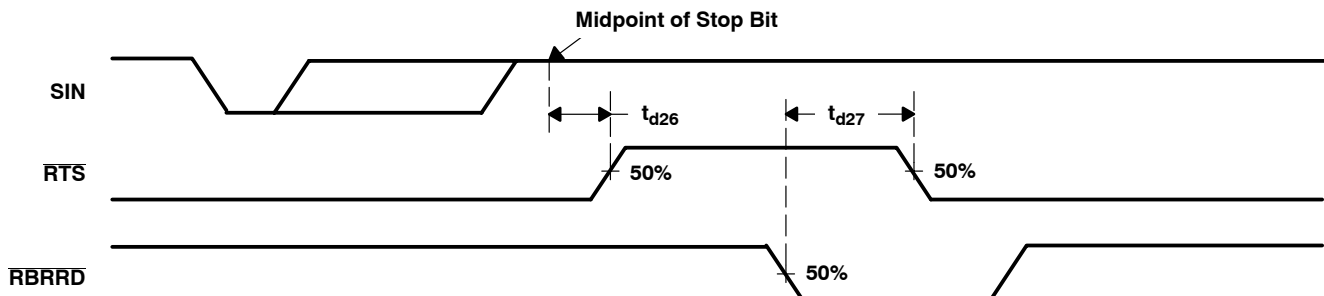 Midpoint of Stop Bit
SIN
td26
td27
RTS
50%
50%
RBRRD
50%